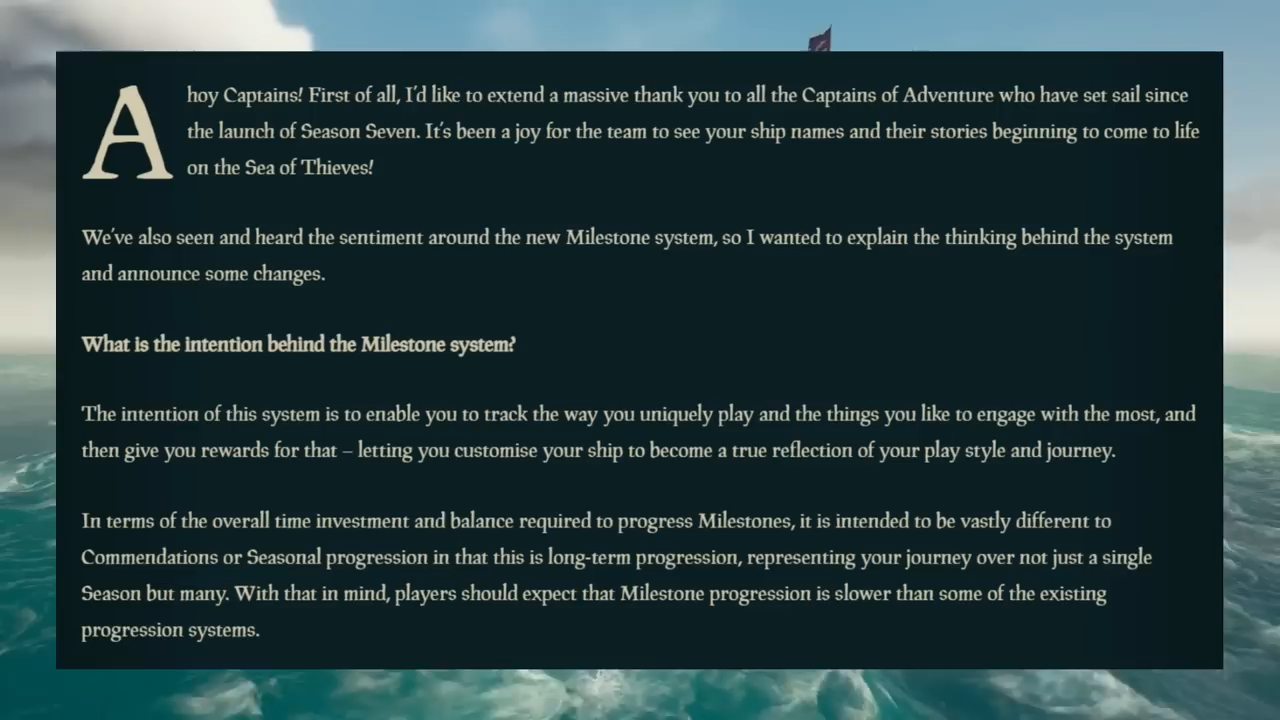 Ahoy Captains! First of all, I'd like to extend a massive thank you to all the Captains of Adventure who have set sail since
the launch of Season Seven. It's been a joy for the team to see your ship names and their stories beginning to come to life
on the Sea of Thieves!
We've also seen and heard the sentiment around the new Milestone system, so I wanted to explain the thinking behind the system
and announce some changes.
What is the intention behind the Milestone system?
The intention of this system is to enable you to track the way you uniquely play and the things you like to engage with the most, and
then give you rewards for that – letting you customise your ship to become a true reflection of your play style and journey.
In terms of the overall time investment and balance required to progress Milestones, it is intended to be vastly different to
Commendations or Seasonal progression in that this is long-term progression, representing your journey over not just a single
Season but many. With that in mind, players should expect that Milestone progression is slower than some of the existing
progression systems.